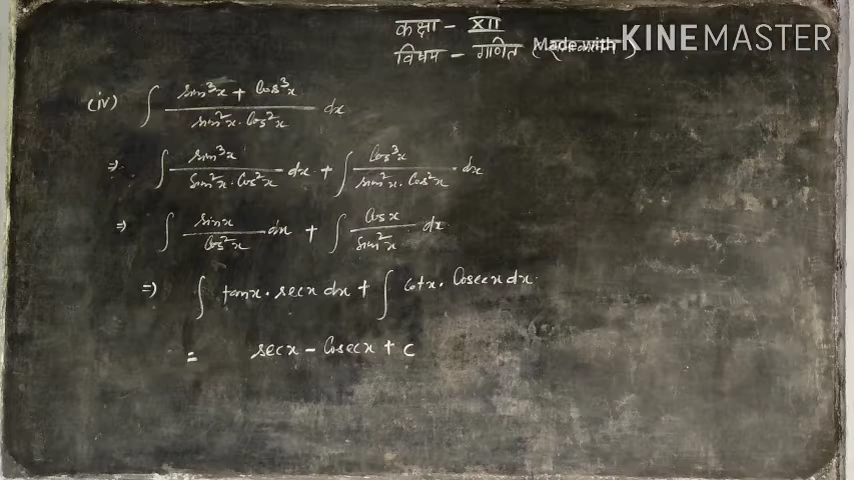 कक्षा - XII
विषय - गणित
Made with KINEMASTER
(iv) ∫ (sin³x + cos³x)/(sin²x · cos²x) dx
⇒ ∫ sin³x/(sin²x · cos²x) dx + ∫ cos³x/(sin²x · cos²x) dx
⇒ ∫ sinx/cos²x dx + ∫ cosx/sin²x dx
⇒) ∫ tanx · secx dx + ∫ cotx · cosecx dx.
= secx - cosecx + c